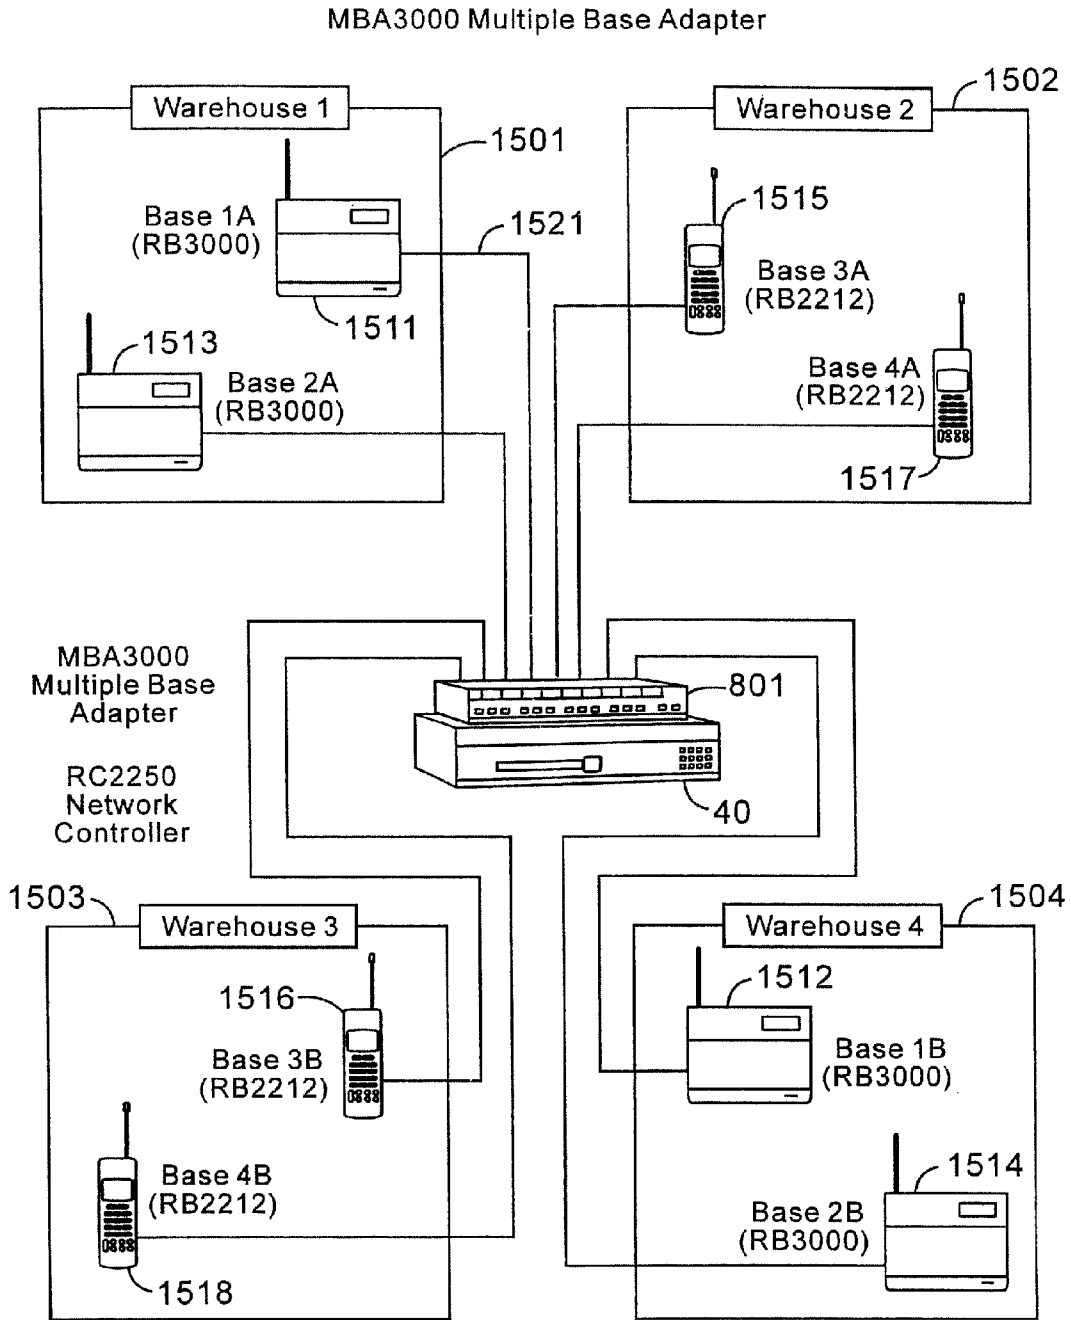 MBA3000 Multiple Base Adapter
Warehouse 1
1501
Base 1A
(RB3000)
1521
1511
1513
Base 2A
(RB3000)
Warehouse 2
1502
1515
Base 3A
(RB2212)
Base 4A
(RB2212)
1517
MBA3000
Multiple Base
Adapter
801
RC2250
Network
Controller
40
1503
Warehouse 3
1516
Base 3B
(RB2212)
Base 4B
(RB2212)
1518
Warehouse 4
1504
1512
Base 1B
(RB3000)
1514
Base 2B
(RB3000)